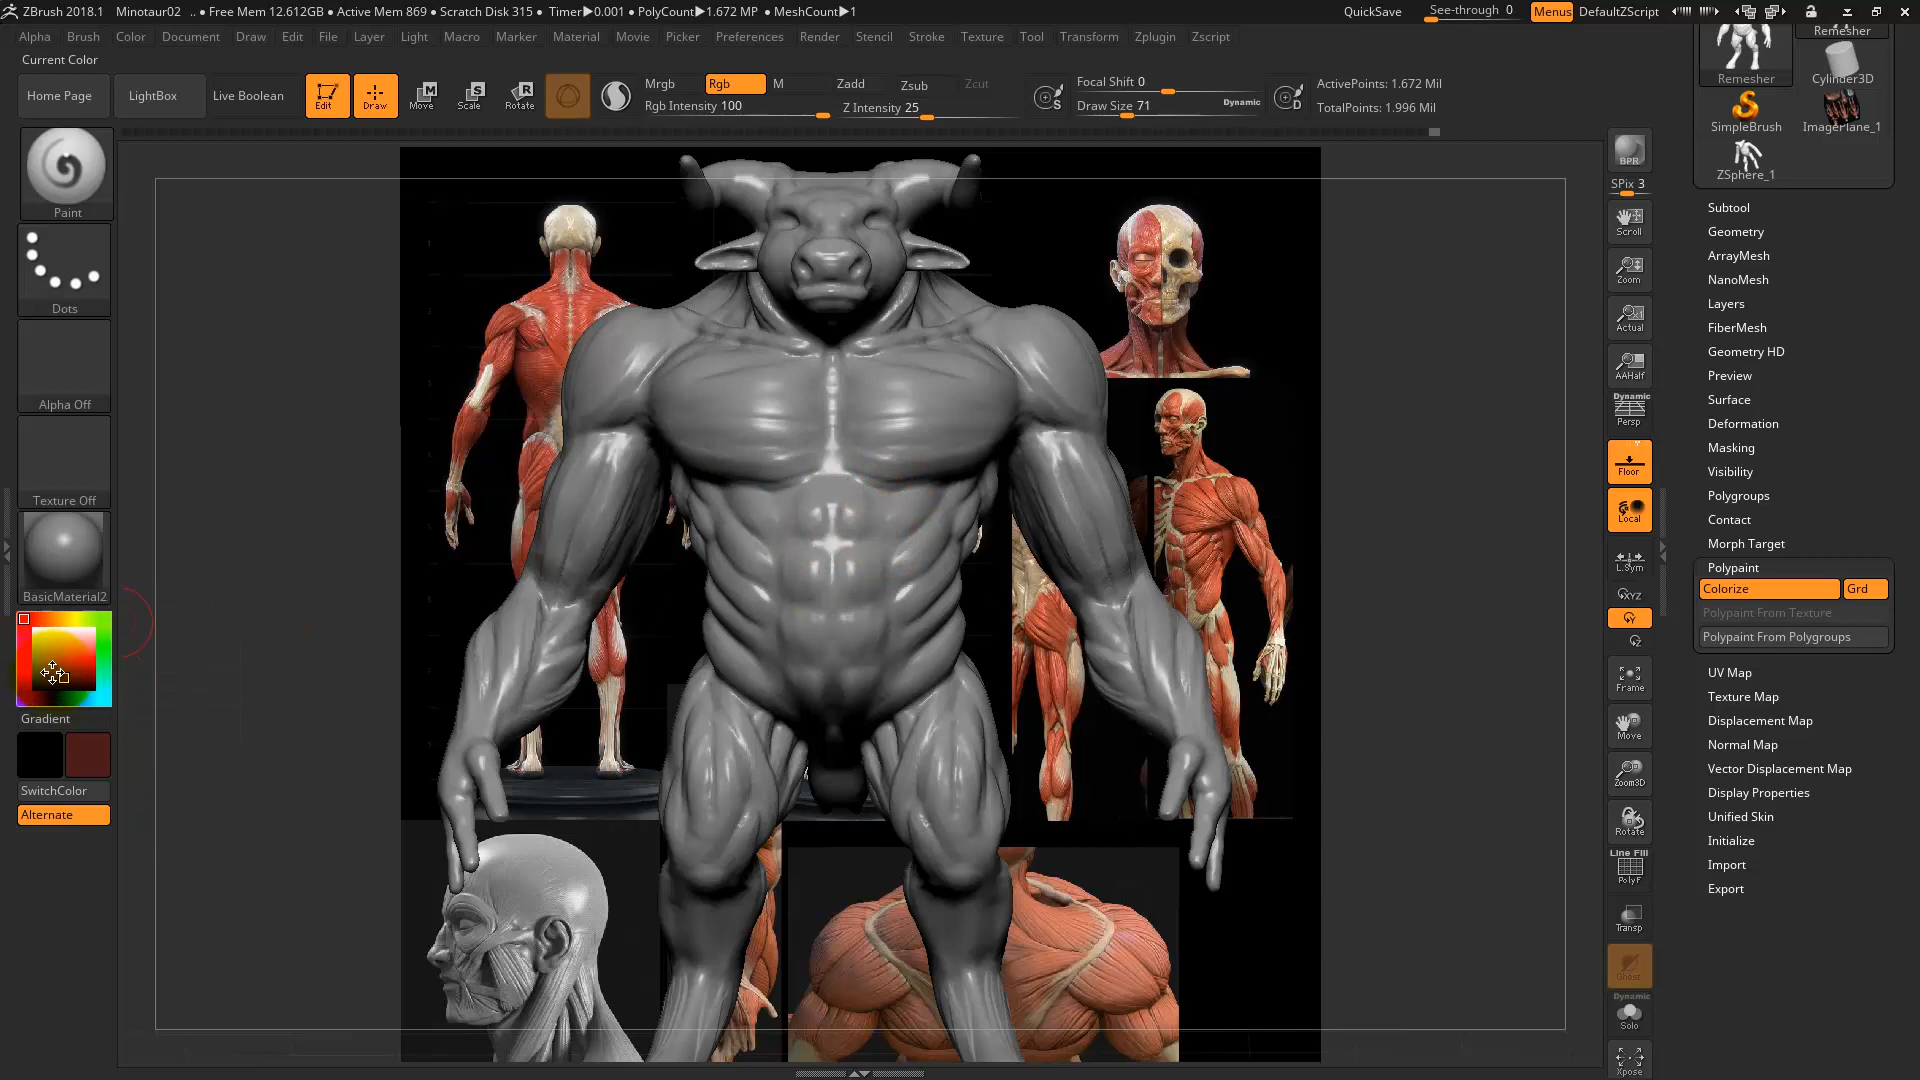 ZBrush 2018.1 Minotaur02 .. • Free Mem 12.612GB • Active Mem 869 • Scratch Disk 315 • Timer▶0.001 • PolyCount▶1.672 MP • MeshCount▶1 QuickSave See-through 0 Menus DefaultZScript
Alpha Brush Color Document Draw Edit File Layer Light Macro Marker Material Movie Picker Preferences Render Stencil Stroke Texture Tool Transform Zplugin Zscript
Current Color
Home Page LightBox Live Boolean
Edit Draw Move Scale Rotate
M S R
Mrgb Rgb M Zadd Zsub Zcut
Rgb Intensity 100 Z Intensity 25
S
Focal Shift 0
Draw Size 71 Dynamic
D
ActivePoints: 1.672 Mil
TotalPoints: 1.996 Mil
Paint
Dots
Alpha Off
Texture Off
BasicMaterial2
Gradient
SwitchColor
Alternate
BPR
SPix 3
Scroll
Zoom
Actual
AAHalf
Dynamic
Persp
Floor
Local
L.Sym
XYZ
Y
Z
Frame
Move
Zoom3D
Rotate
Line Fill
PolyF
Transp
Ghost
Dynamic
Solo
Xpose
Remesher
Remesher
Cylinder3D
SimpleBrush
ImagePlane_1
ZSphere_1
Subtool
Geometry
ArrayMesh
NanoMesh
Layers
FiberMesh
Geometry HD
Preview
Surface
Deformation
Masking
Visibility
Polygroups
Contact
Morph Target
Polypaint
Colorize Grd
Polypaint From Texture
Polypaint From Polygroups
UV Map
Texture Map
Displacement Map
Normal Map
Vector Displacement Map
Display Properties
Unified Skin
Initialize
Import
Export